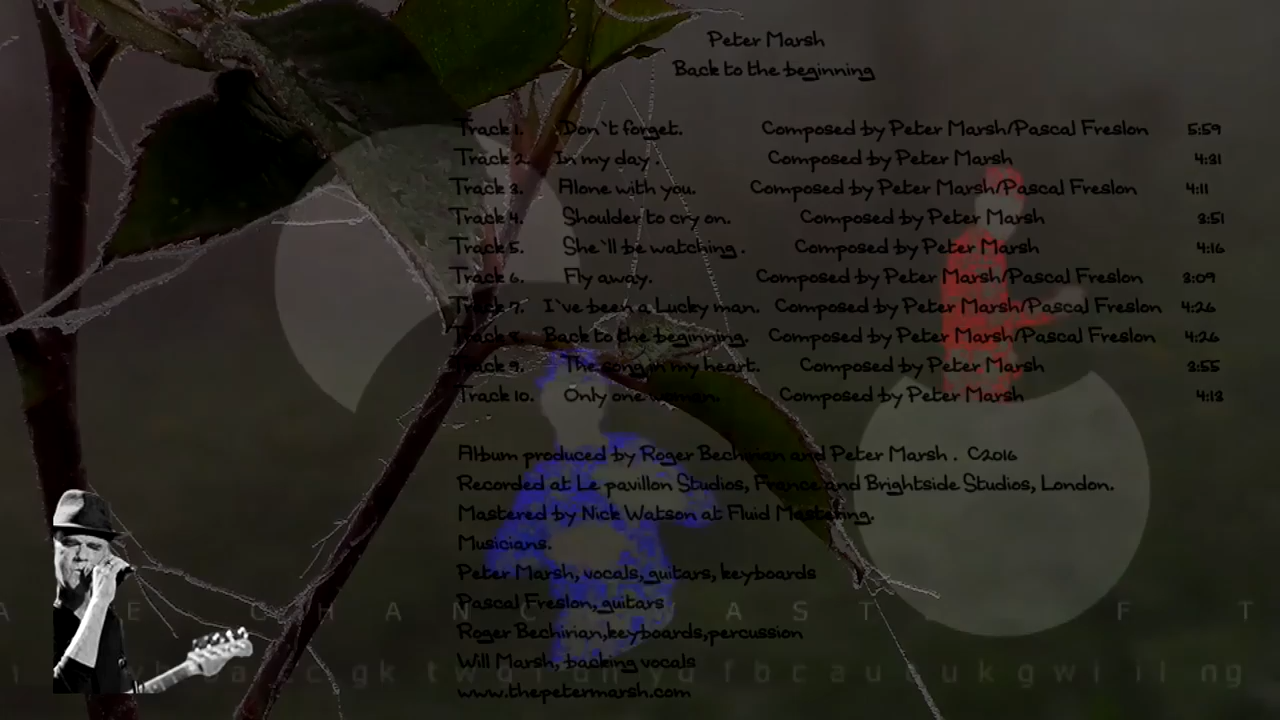 Peter Marsh
Back to the beginning
Track 1. Don`t forget. Composed by Peter Marsh/Pascal Freslon 5:59
Track 2. In my day . Composed by Peter Marsh 4:31
Track 3. Alone with you. Composed by Peter Marsh/Pascal Freslon 4:11
Track 4. Shoulder to cry on. Composed by Peter Marsh 3:51
Track 5. She`ll be watching . Composed by Peter Marsh 4:16
Track 6. Fly away. Composed by Peter Marsh/Pascal Freslon 3:09
Track 7. I`ve been a Lucky man. Composed by Peter Marsh/Pascal Freslon 4:26
Track 8. Back to the beginning. Composed by Peter Marsh/Pascal Freslon 4:26
Track 9. The song in my heart. Composed by Peter Marsh 3:55
Track 10. Only one woman. Composed by Peter Marsh 4:13
Album produced by Roger Bechirian and Peter Marsh . C2016
Recorded at Le pavillon Studios, France and Brightside Studios, London.
Mastered by Nick Watson at Fluid Mastering.
Musicians.
Peter Marsh, vocals, guitars, keyboards
Pascal Freslon, guitars
A E C H A N C A S T F T
Roger Bechirian,keyboards,percussion
Will Marsh, backing vocals
www.thepetermarsh.com